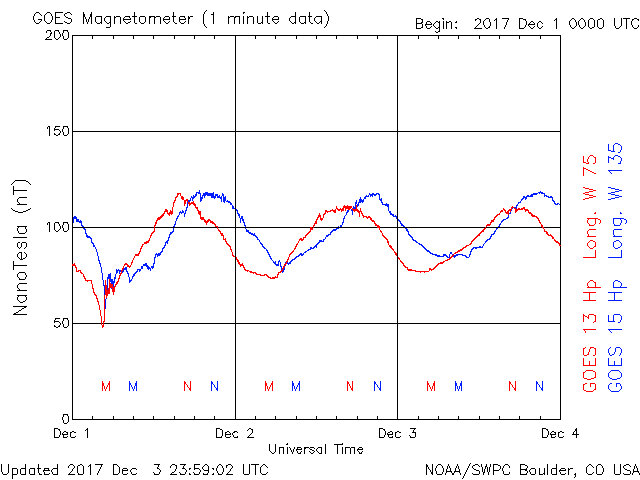 GOES Magnetometer (1 minute data)
Begin: 2017 Dec 1 0000 UTC
200
150
100
50
0
NanoTesla (nT)
M M N N M M N N M M N N
Dec 1 Dec 2 Dec 3 Dec 4
Universal Time
GOES 13 Hp Long. W 75
GOES 15 Hp Long. W 135
Updated 2017 Dec 3 23:59:02 UTC
NOAA/SWPC Boulder, CO USA